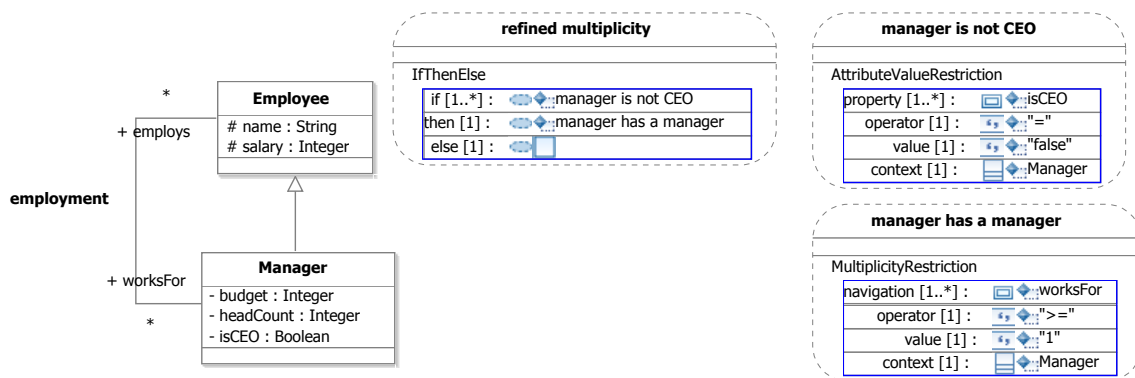 refined multiplicity
IfThenElse
if [1..*] : manager is not CEO
then [1] : manager has a manager
else [1] :
manager is not CEO
AttributeValueRestriction
property [1..*] : isCEO
operator [1] : "="
value [1] : "false"
context [1] : Manager
*
+ employs
Employee
# name : String
# salary : Integer
employment
+ worksFor
*
Manager
- budget : Integer
- headCount : Integer
- isCEO : Boolean
manager has a manager
MultiplicityRestriction
navigation [1..*] : worksFor
operator [1] : ">="
value [1] : "1"
context [1] : Manager